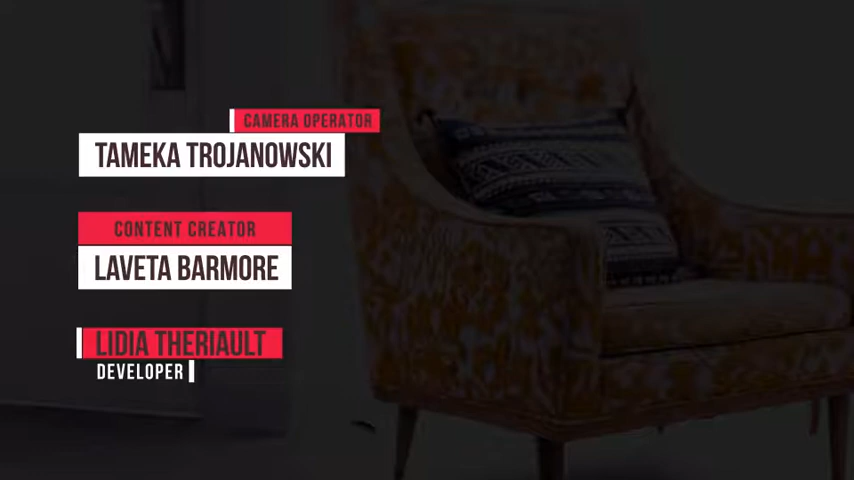 CAMERA OPERATOR
TAMEKA TROJANOWSKI
CONTENT CREATOR
LAVETA BARMORE
LIDIA THERIAULT
DEVELOPER